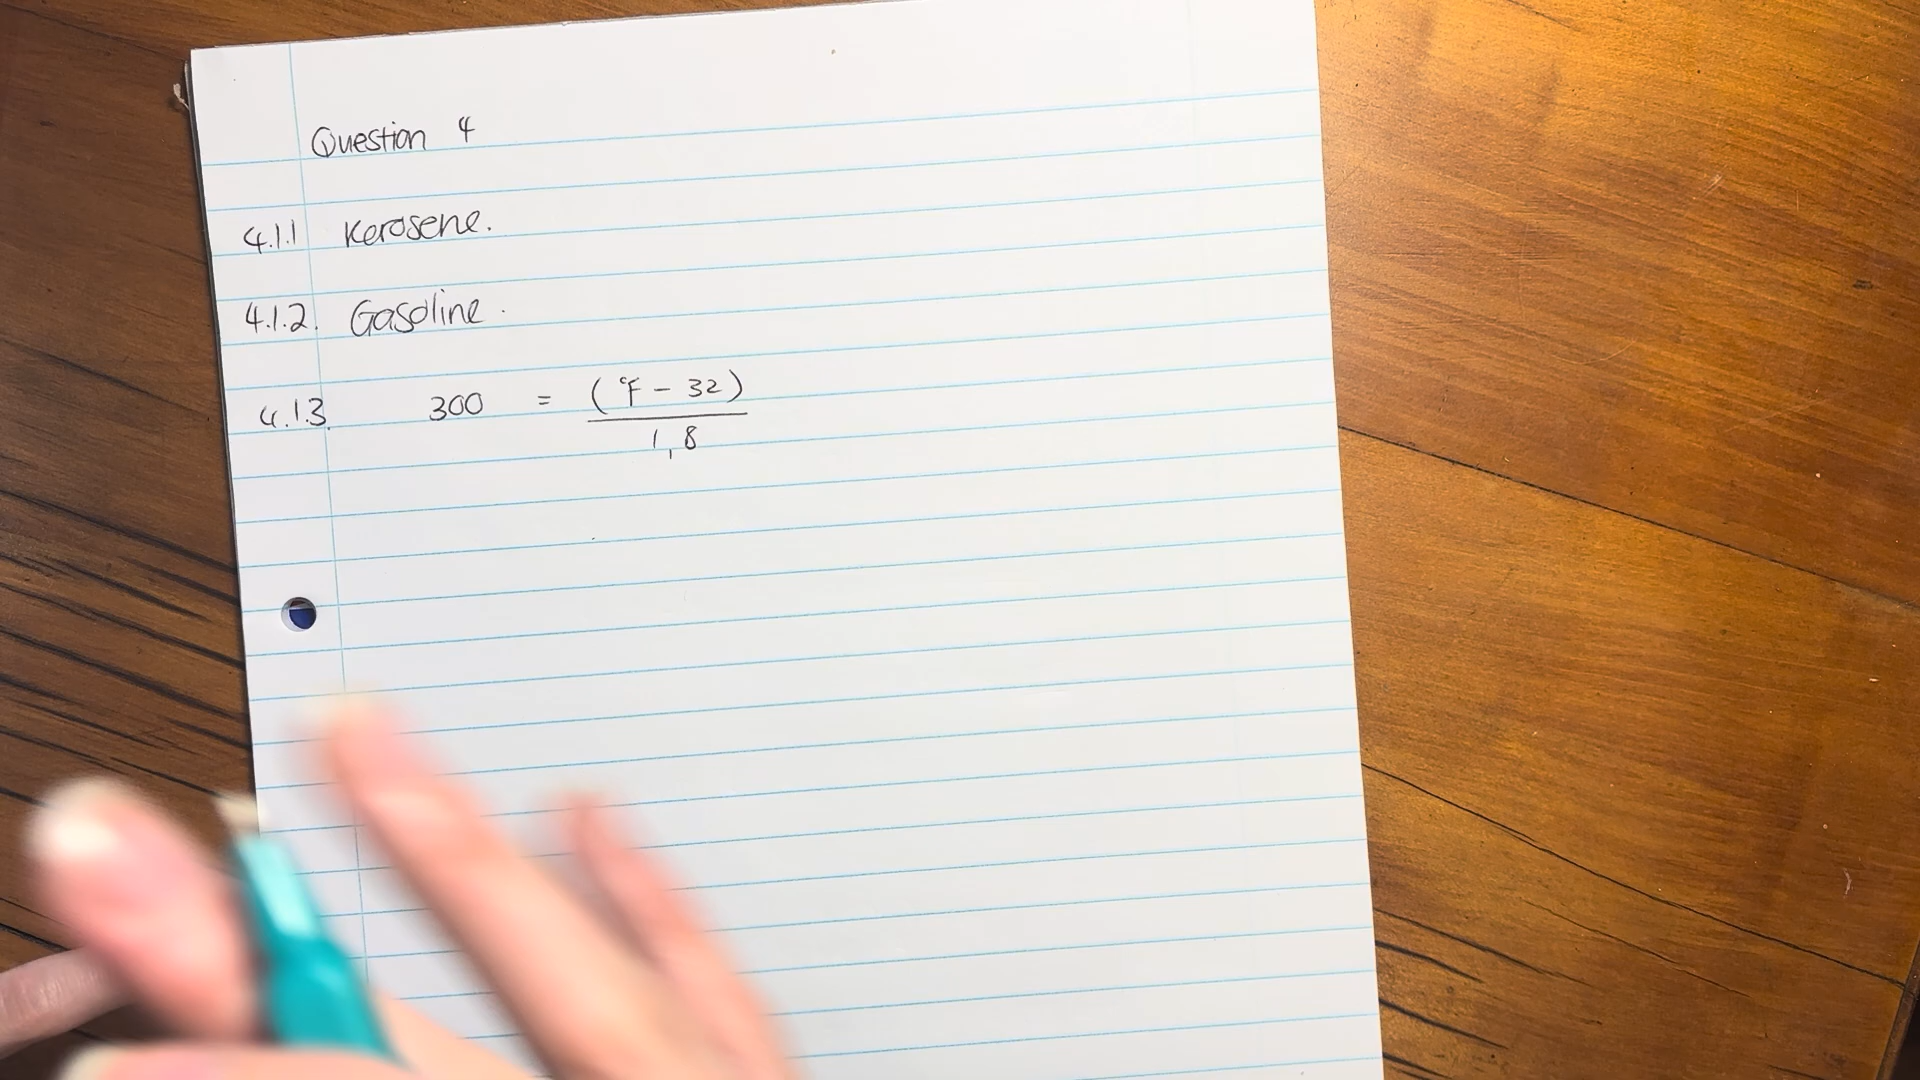 Question 4
4.1.1 Kerosene.
4.1.2. Gasoline.
4.1.3. 300 = (°F - 32)
1,8